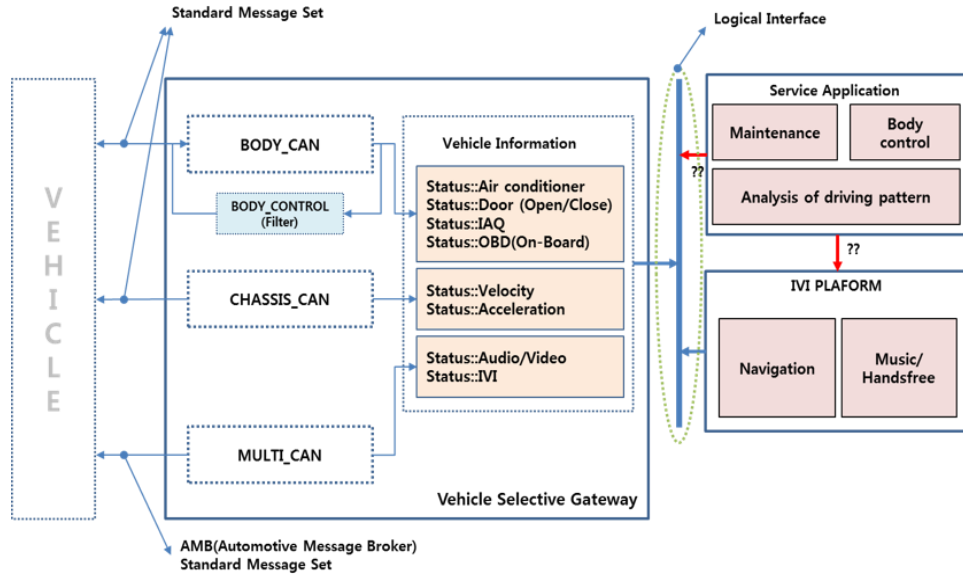 Standard Message Set
Logical Interface
VEHICLE
BODY_CAN
BODY_CONTROL
(Filter)
CHASSIS_CAN
MULTI_CAN
Vehicle Information
Status::Air conditioner
Status::Door (Open/Close)
Status::IAQ
Status::OBD(On-Board)
Status::Velocity
Status::Acceleration
Status::Audio/Video
Status::IVI
Vehicle Selective Gateway
Service Application
Maintenance
Body
control
??
Analysis of driving pattern
??
IVI PLAFORM
Navigation
Music/
Handsfree
AMB(Automotive Message Broker)
Standard Message Set